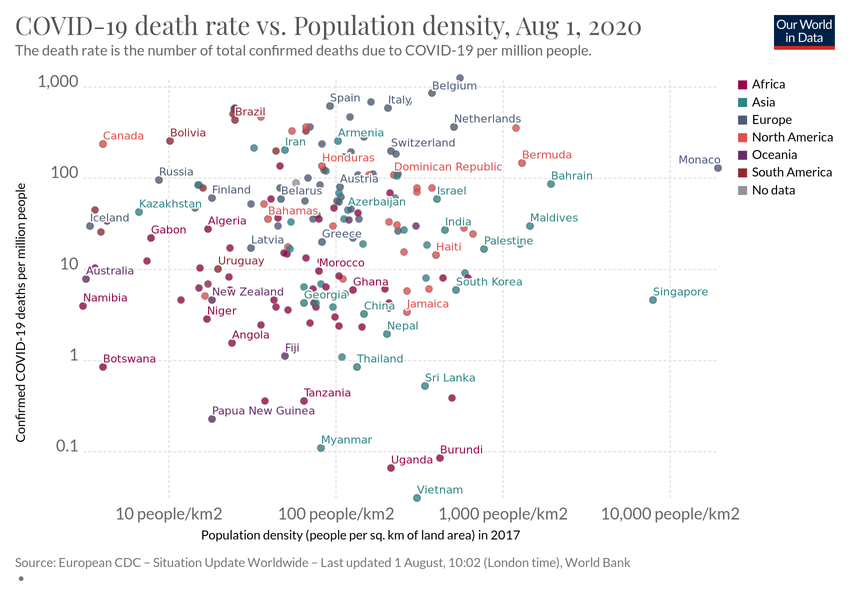 COVID-19 death rate vs. Population density, Aug 1, 2020
The death rate is the number of total confirmed deaths due to COVID-19 per million people.
Our World
in Data
1,000
100
10
1
0.1
Confirmed COVID-19 deaths per million people
Belgium
Spain
Italy
Brazil
Netherlands
Canada
Bolivia
Armenia
Iran
Switzerland
Honduras
Bermuda
Monaco
Dominican Republic
Russia
Austria
Bahrain
Finland
Belarus
Israel
Kazakhstan
Azerbaijan
Iceland
Bahamas
Maldives
Algeria
India
Gabon
Latvia
Greece
Palestine
Haiti
Uruguay
Morocco
Australia
Ghana
South Korea
Namibia
New Zealand
Georgia
China
Jamaica
Singapore
Niger
Angola
Nepal
Fiji
Botswana
Thailand
Sri Lanka
Tanzania
Papua New Guinea
Myanmar
Uganda
Burundi
Vietnam
Africa
Asia
Europe
North America
Oceania
South America
No data
10 people/km2
100 people/km2
1,000 people/km2
10,000 people/km2
Population density (people per sq. km of land area) in 2017
Source: European CDC – Situation Update Worldwide – Last updated 1 August, 10:02 (London time), World Bank